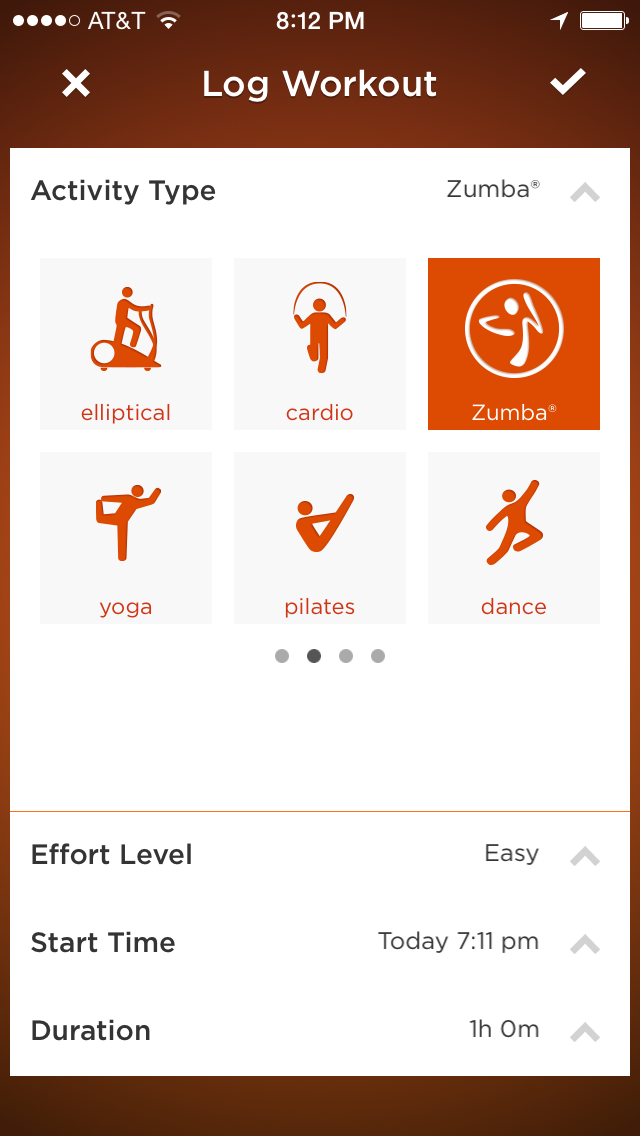 AT&T 8:12 PM
Log Workout
Activity Type Zumba®
elliptical cardio Zumba®
yoga pilates dance
Effort Level Easy
Start Time Today 7:11 pm
Duration 1h 0m